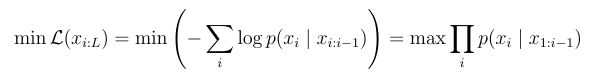 min 𝓛(x_{i:L}) = min ( − ∑_i log p(x_i | x_{i:i−1}) ) = max ∏_i p(x_i | x_{1:i−1})